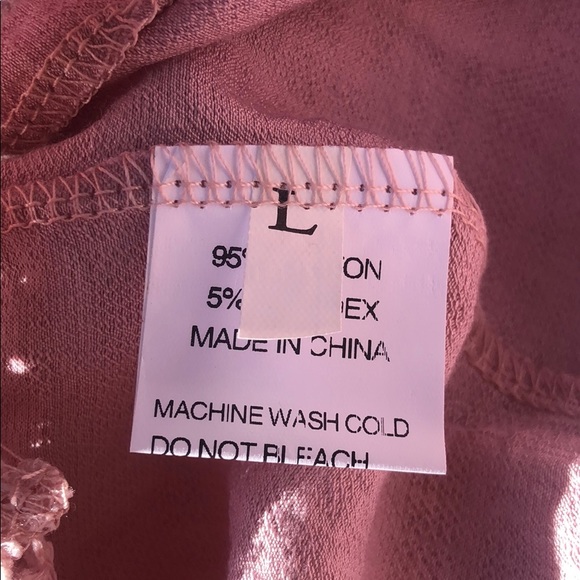 L
95% 
5% 
MADE IN CHINA
MACHINE WASH COLD
DO NOT BLEACH